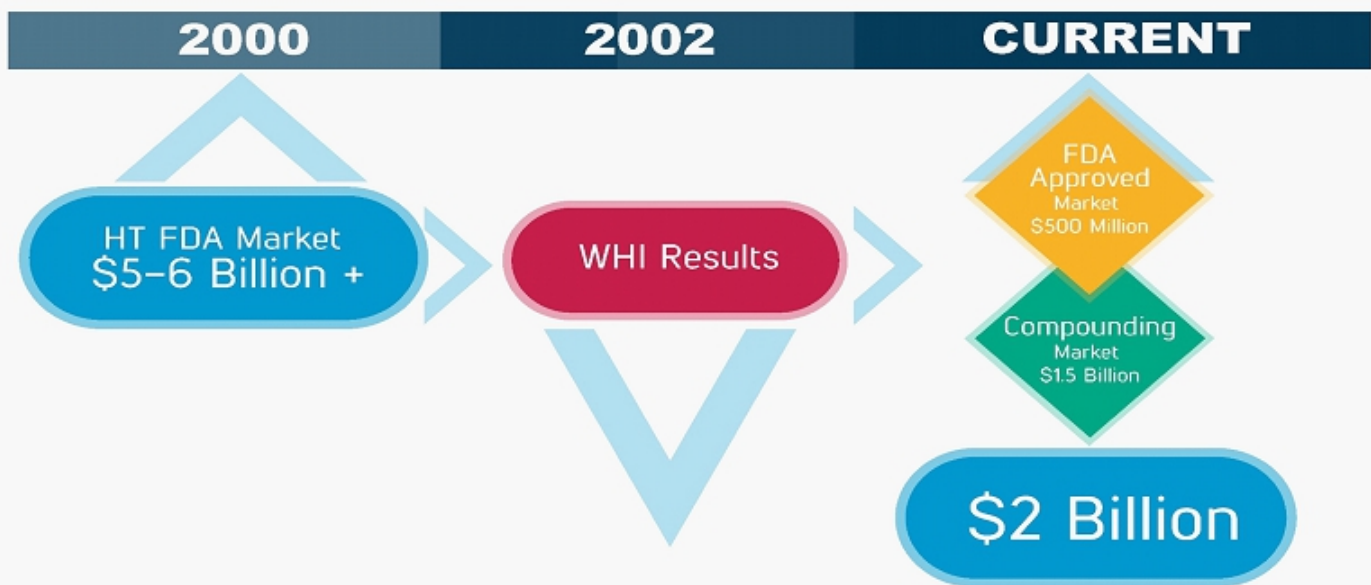 2000
2002
CURRENT
HT FDA Market
$5–6 Billion +
WHI Results
FDA
Approved
Market
$500 Million
Compounding
Market
$1.5 Billion
$2 Billion